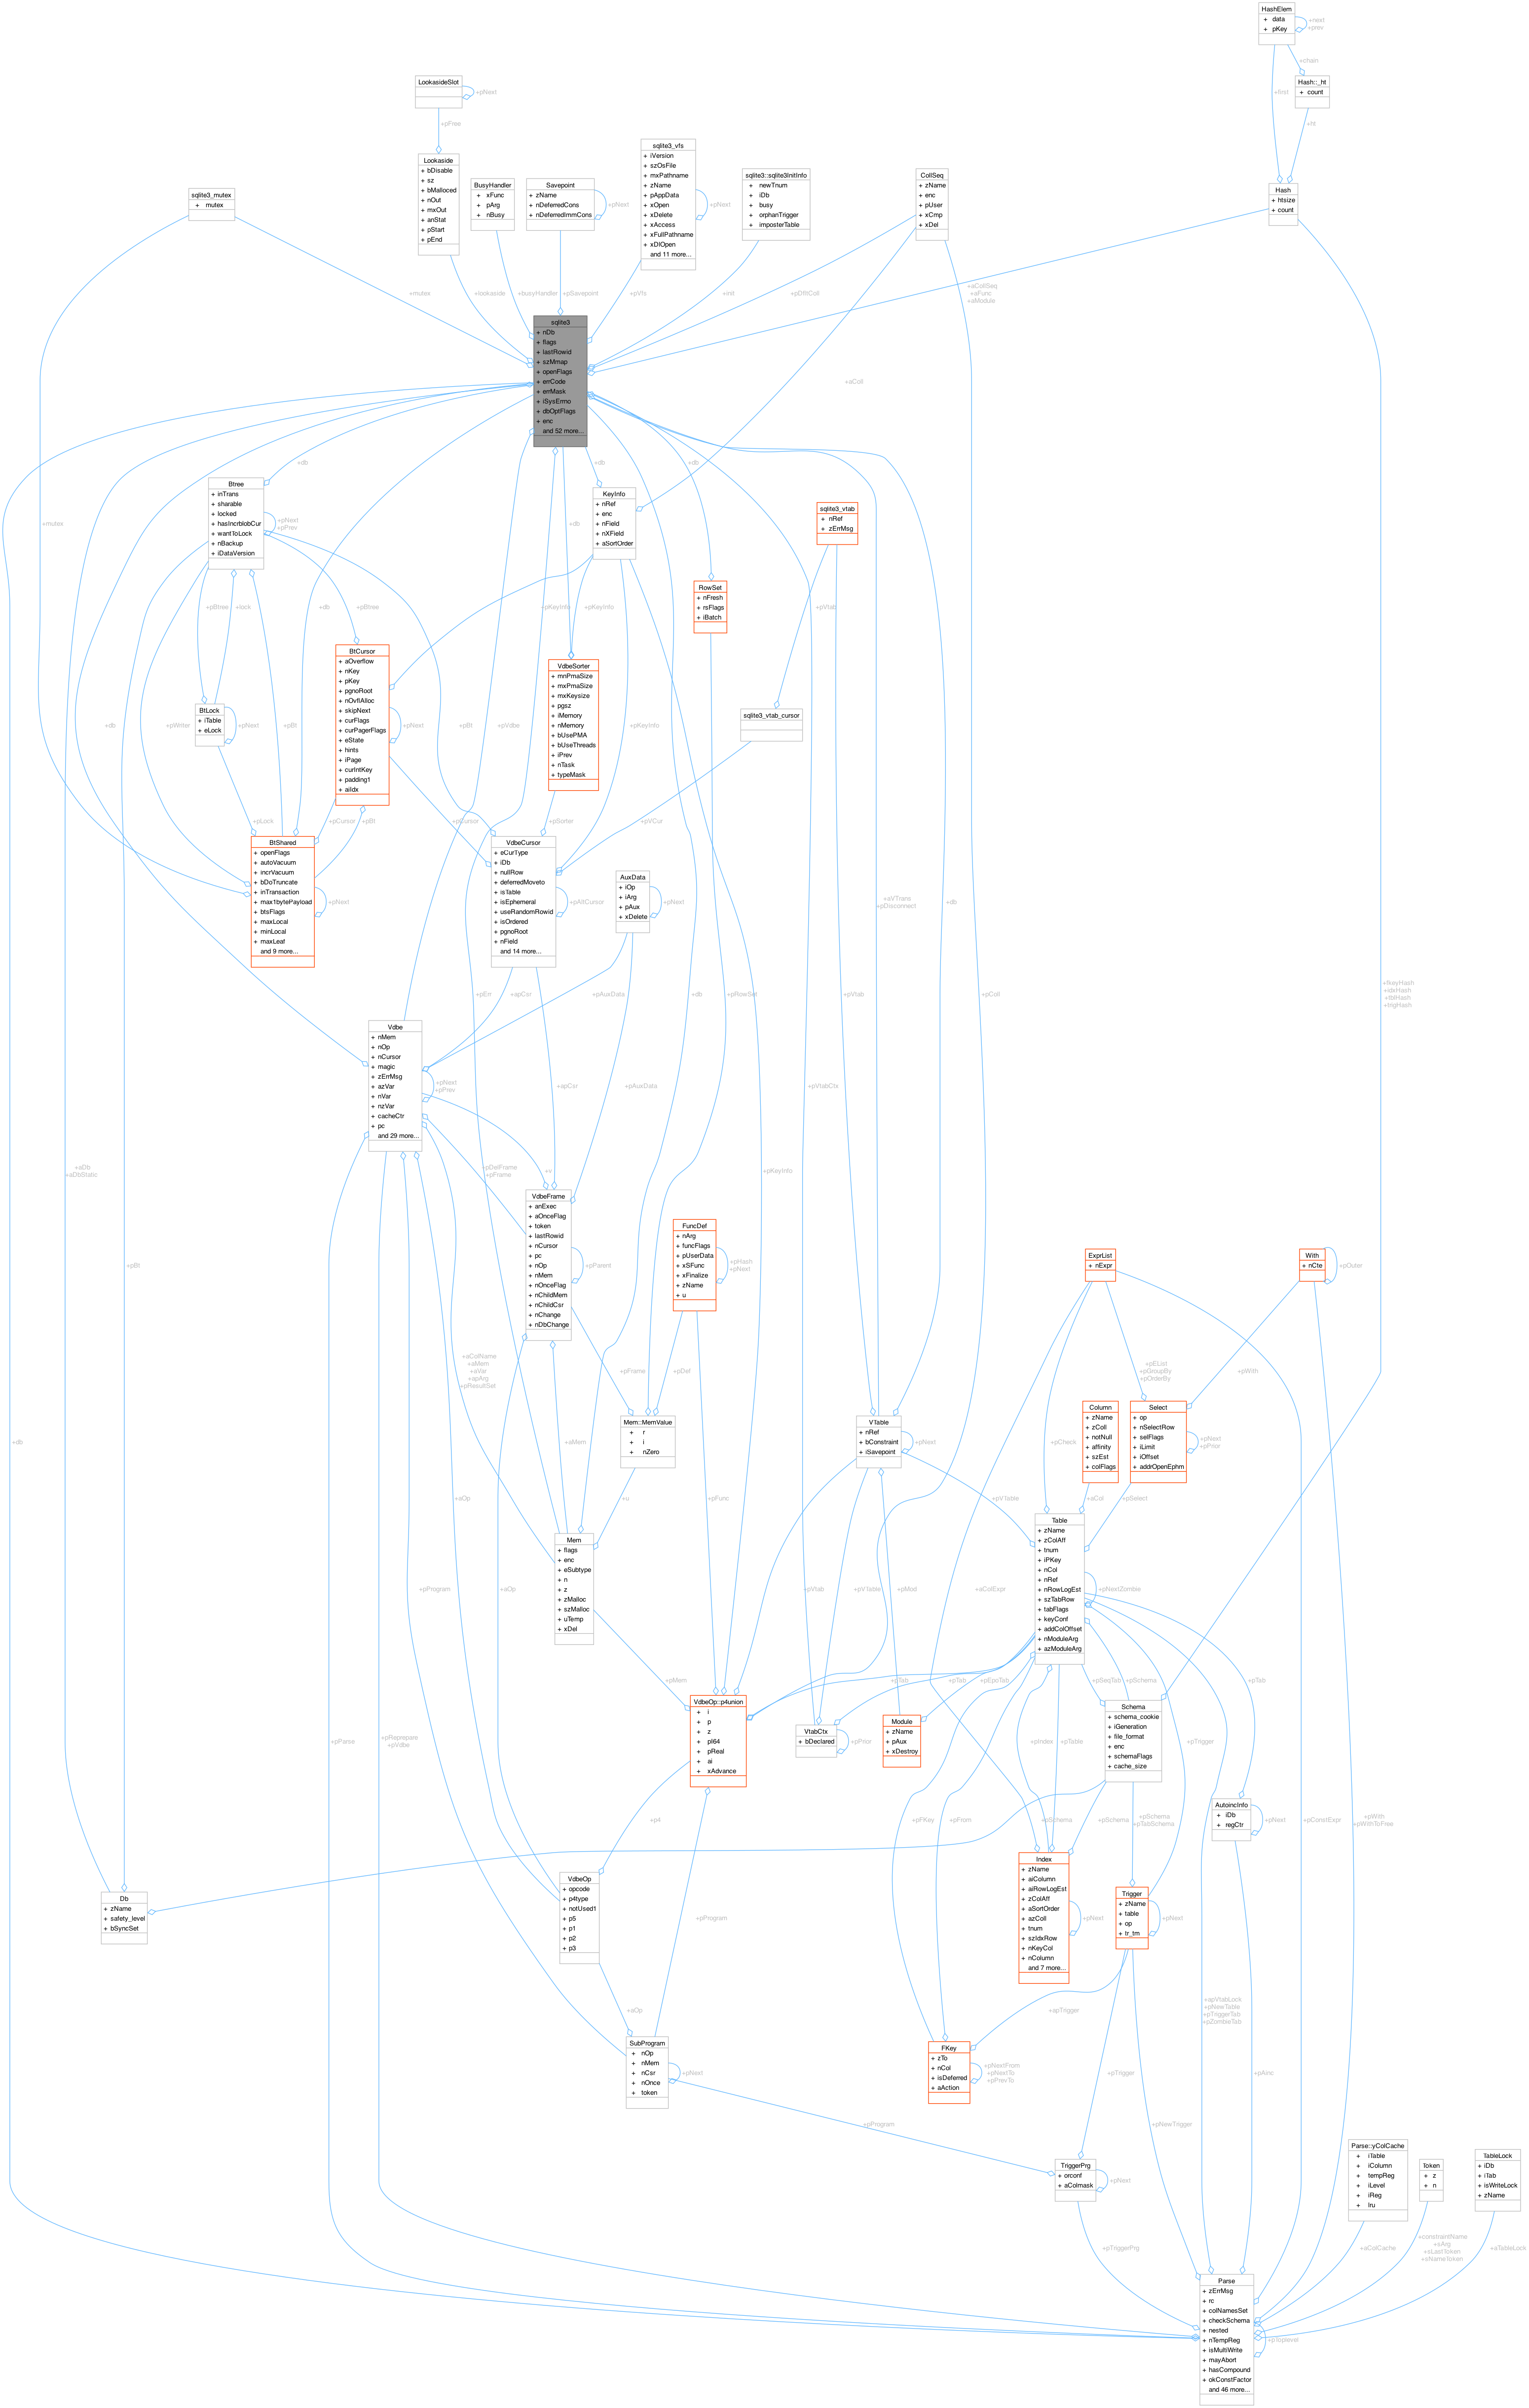 HashElem
+ data
+ pKey
+next
+prev
LookasideSlot
+pNext
+chain
Hash::_ht
+ count
+first
+ht
+pFree
sqlite3_vfs
+ iVersion
+ szOsFile
+ mxPathname
+ zName
+ pAppData
+ xOpen
+ xDelete
+ xAccess
+ xFullPathname
+ xDlOpen
and 11 more...
+pNext
Lookaside
+ bDisable
+ sz
+ bMalloced
+ nOut
+ mxOut
+ anStat
+ pStart
+ pEnd
sqlite3_mutex
+ mutex
BusyHandler
+ xFunc
+ pArg
+ nBusy
Savepoint
+ zName
+ nDeferredCons
+ nDeferredImmCons
+pNext
sqlite3::sqlite3InitInfo
+ newTnum
+ iDb
+ busy
+ orphanTrigger
+ imposterTable
CollSeq
+ zName
+ enc
+ pUser
+ xCmp
+ xDel
Hash
+ htsize
+ count
+mutex
+lookaside
+busyHandler
+pSavepoint
+pVfs
+init
+pDfltColl
+aCollSeq
+aFunc
+aModule
sqlite3
+ nDb
+ flags
+ lastRowid
+ szMmap
+ openFlags
+ errCode
+ errMask
+ iSysErrno
+ dbOptFlags
+ enc
and 52 more...
+aColl
+db
+db
+db
Btree
+ inTrans
+ sharable
+ locked
+ hasIncrblobCur
+ wantToLock
+ nBackup
+ iDataVersion
+pNext
+pPrev
KeyInfo
+ nRef
+ enc
+ nField
+ nXField
+ aSortOrder
sqlite3_vtab
+ nRef
+ zErrMsg
+mutex
+db
+pBtree
+lock
+db
+pBtree
+pKeyInfo
+pKeyInfo
+pVtab
RowSet
+ nFresh
+ rsFlags
+ iBatch
BtCursor
+ aOverflow
+ nKey
+ pKey
+ pgnoRoot
+ nOvflAlloc
+ skipNext
+ curFlags
+ curPagerFlags
+ eState
+ hints
+ iPage
+ curIntKey
+ padding1
+ aiIdx
+pNext
VdbeSorter
+ mnPmaSize
+ mxPmaSize
+ mxKeysize
+ pgsz
+ iMemory
+ nMemory
+ bUsePMA
+ bUseThreads
+ iPrev
+ nTask
+ typeMask
BtLock
+ iTable
+ eLock
+pNext
sqlite3_vtab_cursor
+db
+pWriter
+pBt
+pBt
+pVdbe
+pKeyInfo
+pLock
+pCursor
+pBt
+pCursor
+pSorter
+pVCur
BtShared
+ openFlags
+ autoVacuum
+ incrVacuum
+ bDoTruncate
+ inTransaction
+ max1bytePayload
+ btsFlags
+ maxLocal
+ minLocal
+ maxLeaf
and 9 more...
+pNext
VdbeCursor
+ eCurType
+ iDb
+ nullRow
+ deferredMoveto
+ isTable
+ isEphemeral
+ useRandomRowid
+ isOrdered
+ pgnoRoot
+ nField
and 14 more...
+pAltCursor
AuxData
+ iOp
+ iArg
+ pAux
+ xDelete
+pNext
+aVTrans
+pDisconnect
+db
+fkeyHash
+idxHash
+tblHash
+trigHash
+pErr
+apCsr
+pAuxData
+db
+pRowSet
+pVtab
+pColl
Vdbe
+ nMem
+ nOp
+ nCursor
+ magic
+ zErrMsg
+ azVar
+ nVar
+ nzVar
+ cacheCtr
+ pc
and 29 more...
+pNext
+pPrev
+apCsr
+pAuxData
+pVtabCtx
+aDb
+aDbStatic
+pDelFrame
+pFrame
+v
+pKeyInfo
VdbeFrame
+ anExec
+ aOnceFlag
+ token
+ lastRowid
+ nCursor
+ pc
+ nOp
+ nMem
+ nOnceFlag
+ nChildMem
+ nChildCsr
+ nChange
+ nDbChange
+pParent
FuncDef
+ nArg
+ funcFlags
+ pUserData
+ xSFunc
+ xFinalize
+ zName
+ u
+pHash
+pNext
ExprList
+ nExpr
With
+ nCte
+pOuter
+pBt
+aColName
+aMem
+aVar
+apArg
+pResultSet
+pFrame
+pDef
+pEList
+pGroupBy
+pOrderBy
+pWith
Mem::MemValue
+ r
+ i
+ nZero
VTable
+ nRef
+ bConstraint
+ iSavepoint
+pNext
Column
+ zName
+ zColl
+ notNull
+ affinity
+ szEst
+ colFlags
Select
+ op
+ nSelectRow
+ selFlags
+ iLimit
+ iOffset
+ addrOpenEphm
+pNext
+pPrior
+db
+aOp
+aMem
+pCheck
+u
+pFunc
+pVTable
+aCol
+pSelect
Mem
+ flags
+ enc
+ eSubtype
+ n
+ z
+ zMalloc
+ szMalloc
+ uTemp
+ xDel
Table
+ zName
+ zColAff
+ tnum
+ iPKey
+ nCol
+ nRef
+ nRowLogEst
+ szTabRow
+ tabFlags
+ keyConf
+ addColOffset
+ nModuleArg
+ azModuleArg
+pNextZombie
+pProgram
+aOp
+pVtab
+pVTable
+pMod
+aColExpr
+pMem
+pTab
+pTab
+pEpoTab
+pSeqTab
+pSchema
VdbeOp::p4union
+ i
+ p
+ z
+ pI64
+ pReal
+ ai
+ xAdvance
VtabCtx
+ bDeclared
+pPrior
Module
+ zName
+ pAux
+ xDestroy
Schema
+ schema_cookie
+ iGeneration
+ file_format
+ enc
+ schemaFlags
+ cache_size
+pParse
+pReprepare
+pVdbe
+pIndex
+pTable
+pTrigger
+pTab
+p4
+pFKey
+pFrom
+pSchema
+pSchema
+pSchema
+pTabSchema
AutoincInfo
+ iDb
+ regCtr
+pNext
+pConstExpr
+pWith
+pWithToFree
Db
+ zName
+ safety_level
+ bSyncSet
VdbeOp
+ opcode
+ p4type
+ notUsed1
+ p5
+ p1
+ p2
+ p3
+pProgram
Index
+ zName
+ aiColumn
+ aiRowLogEst
+ zColAff
+ aSortOrder
+ azColl
+ tnum
+ szIdxRow
+ nKeyCol
+ nColumn
and 7 more...
+pNext
Trigger
+ zName
+ table
+ op
+ tr_tm
+pNext
+aOp
+apTrigger
+apVtabLock
+pNewTable
+pTriggerTab
+pZombieTab
SubProgram
+ nOp
+ nMem
+ nCsr
+ nOnce
+ token
+pNext
FKey
+ zTo
+ nCol
+ isDeferred
+ aAction
+pNextFrom
+pNextTo
+pPrevTo
+pTrigger
+pAinc
+pProgram
+pNewTrigger
TriggerPrg
+ orconf
+ aColmask
+pNext
Parse::yColCache
+ iTable
+ iColumn
+ tempReg
+ iLevel
+ iReg
+ lru
Token
+ z
+ n
TableLock
+ iDb
+ iTab
+ isWriteLock
+ zName
+pTriggerPrg
+aColCache
+constraintName
+sArg
+sLastToken
+sNameToken
+aTableLock
Parse
+ zErrMsg
+ rc
+ colNamesSet
+ checkSchema
+ nested
+ nTempReg
+ isMultiWrite
+ mayAbort
+ hasCompound
+ okConstFactor
and 46 more...
+pToplevel